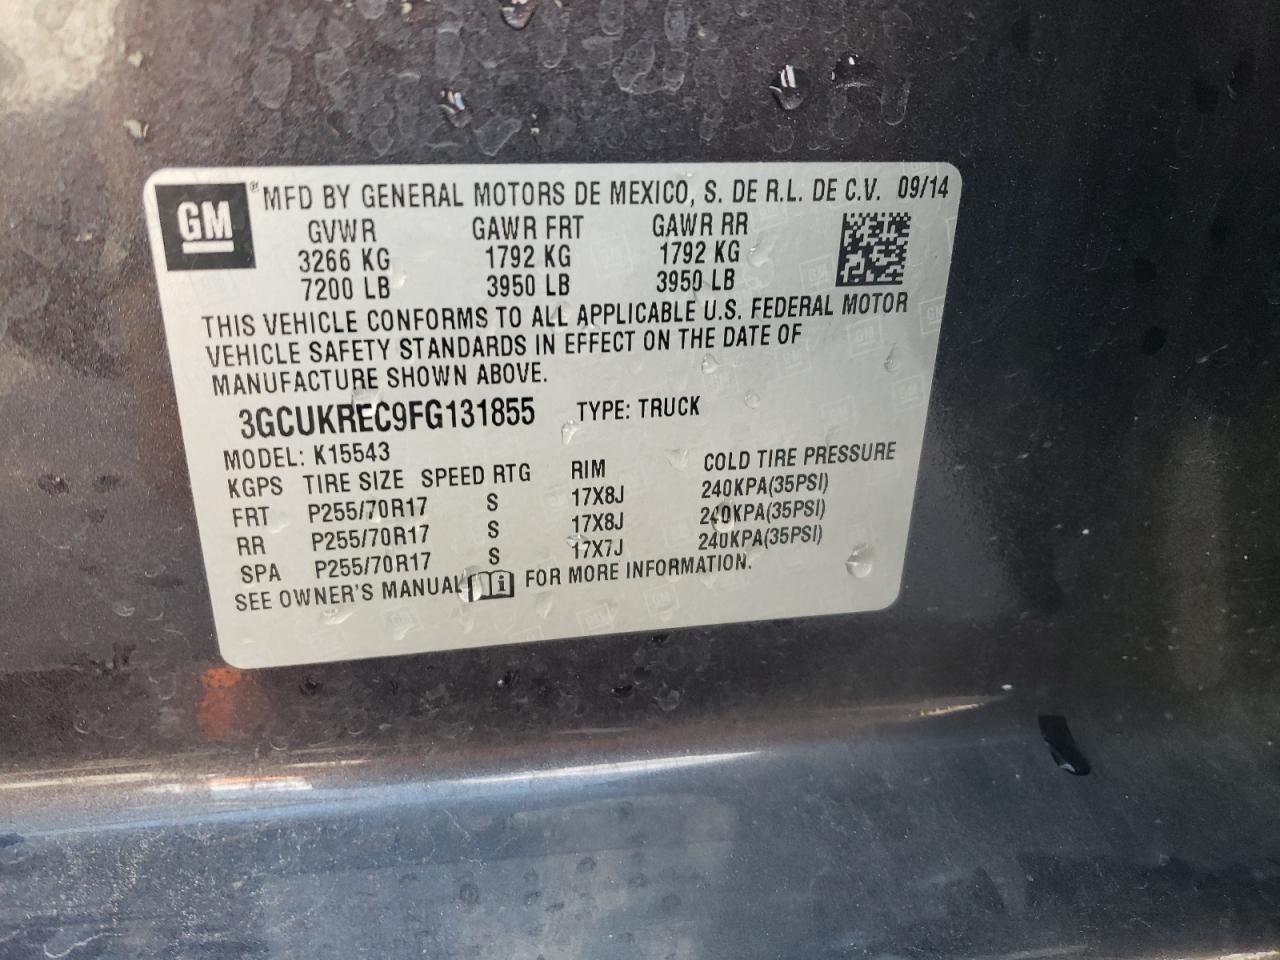 GM ® MFD BY GENERAL MOTORS DE MEXICO, S. DE R.L. DE C.V. 09/14
GVWR GAWR FRT GAWR RR
3266 KG 1792 KG 1792 KG
7200 LB 3950 LB 3950 LB
THIS VEHICLE CONFORMS TO ALL APPLICABLE U.S. FEDERAL MOTOR
VEHICLE SAFETY STANDARDS IN EFFECT ON THE DATE OF
MANUFACTURE SHOWN ABOVE.
3GCUKREC9FG131855 TYPE: TRUCK
MODEL: K15543
KGPS TIRE SIZE SPEED RTG RIM COLD TIRE PRESSURE
FRT P255/70R17 S 17X8J 240KPA(35PSI)
RR P255/70R17 S 17X8J 240KPA(35PSI)
SPA P255/70R17 S 17X7J 240KPA(35PSI)
SEE OWNER'S MANUAL i FOR MORE INFORMATION.